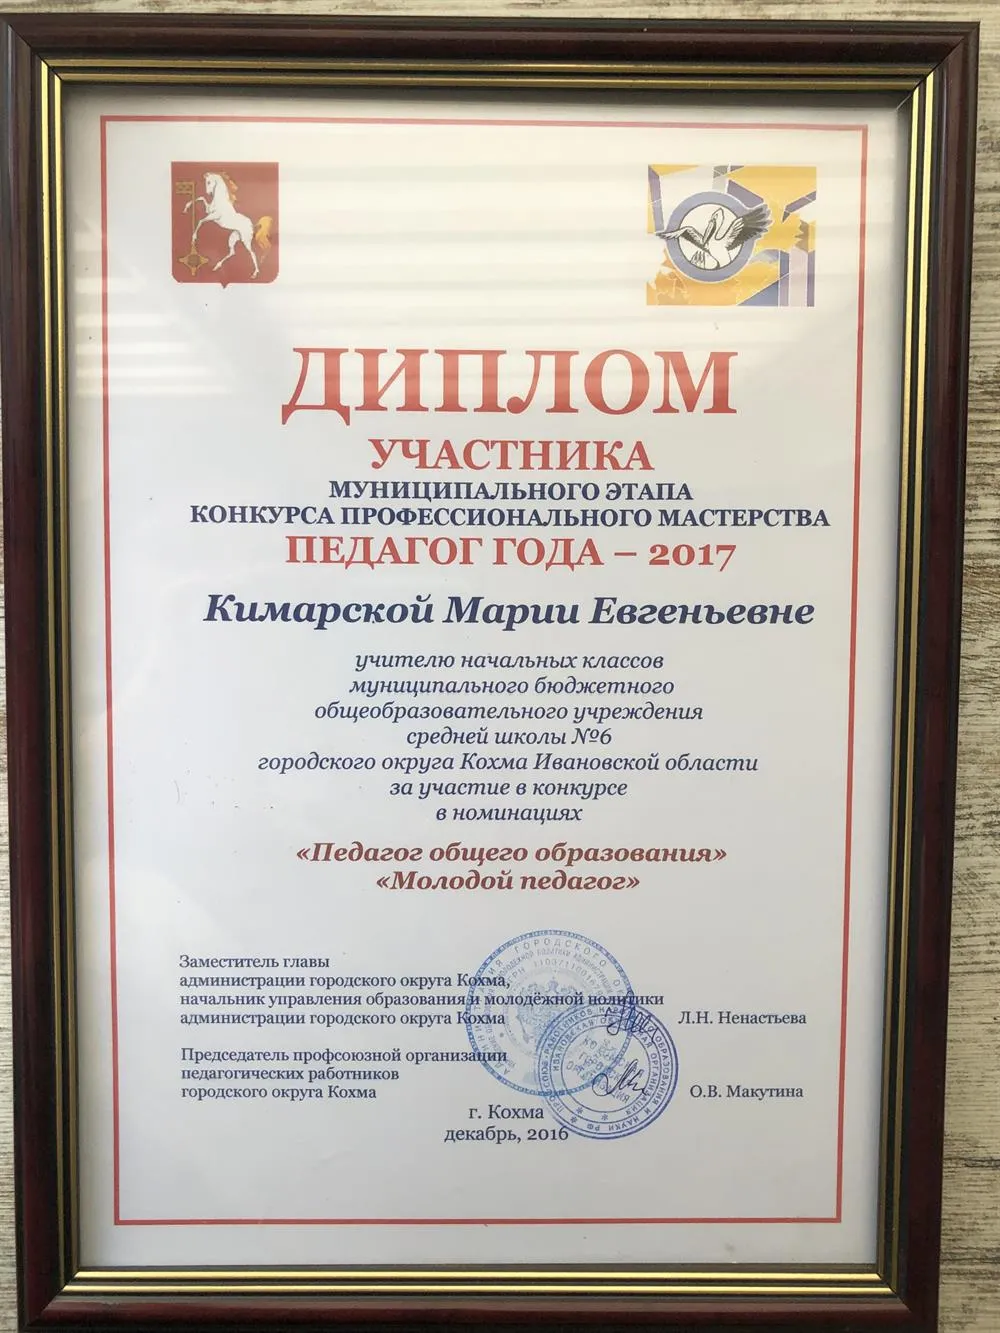 ДИПЛОМ
УЧАСТНИКА
МУНИЦИПАЛЬНОГО ЭТАПА
КОНКУРСА ПРОФЕССИОНАЛЬНОГО МАСТЕРСТВА
ПЕДАГОГ ГОДА – 2017
Кимарской Марии Евгеньевне
учителю начальных классов
муниципального бюджетного
общеобразовательного учреждения
средней школы №6
городского округа Кохма Ивановской области
за участие в конкурсе
в номинациях
«Педагог общего образования»
«Молодой педагог»
Заместитель главы
администрации городского округа Кохма,
начальник управления образования и молодёжной политики
администрации городского округа Кохма Л.Н. Ненастьева
Председатель профсоюзной организации
педагогических работников
городского округа Кохма О.В. Макутина
г. Кохма
декабрь, 2016